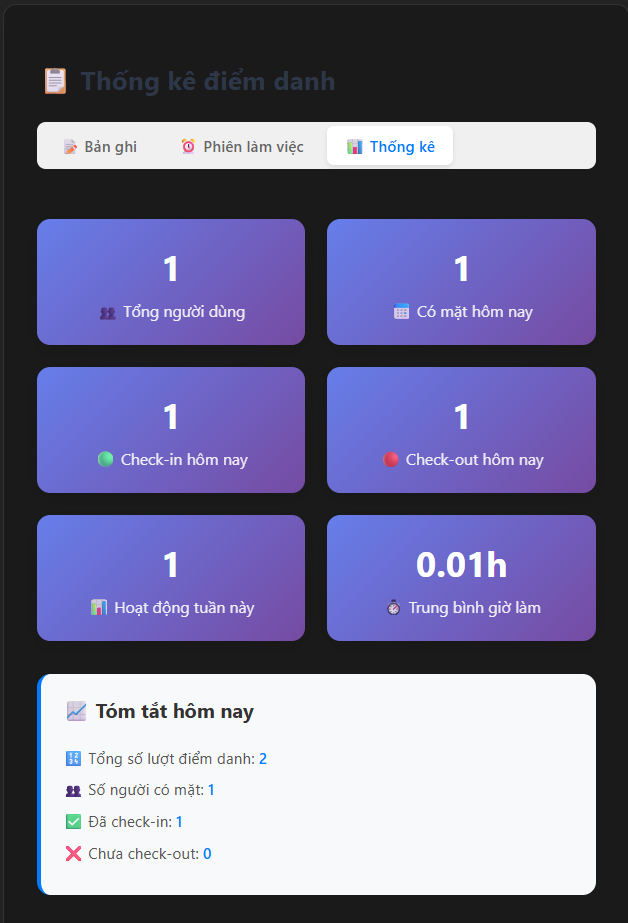 📋 Thống kê điểm danh
📝 Bản ghi ⏰ Phiên làm việc 📊 Thống kê
1 1
👥 Tổng người dùng 📅 Có mặt hôm nay
1 1
🟢 Check-in hôm nay 🔴 Check-out hôm nay
1 0.01h
📊 Hoạt động tuần này ⏱ Trung bình giờ làm
📈 Tóm tắt hôm nay
🔢 Tổng số lượt điểm danh: 2
👥 Số người có mặt: 1
✅ Đã check-in: 1
❌ Chưa check-out: 0